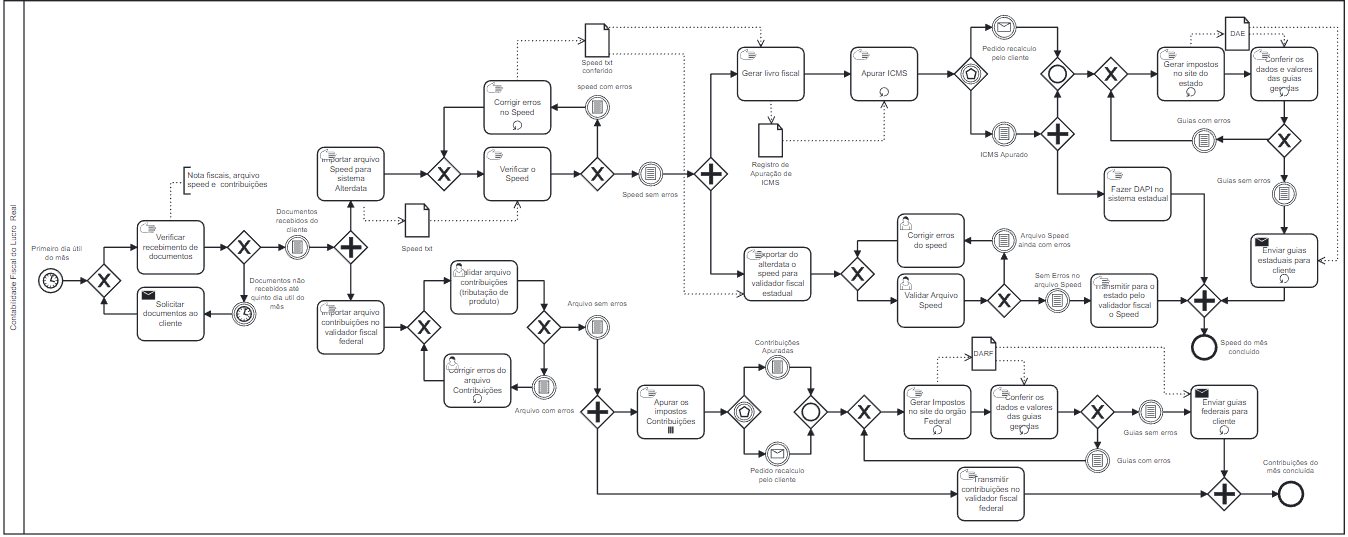 Contabilidade Fiscal do Lucro Real
Primeiro dia útil
do mês
Nota fiscais, arquivo
speed e contribuições
Verificar
recebimento de
documentos
Solicitar
documentos ao
cliente
Documentos
recebidos do
cliente
Documentos não
recebidos até
quinto dia util do
mês
Importar arquivo
Speed para
sistema
Alterdata
Speed txt
Importar arquivo
contribuições no
validador fiscal
federal
Corrigir erros
no Speed
Verificar o
Speed
speed com erros
Speed txt
conferido
Speed sem erros
Validar arquivo
contribuições
(tributação de
produto)
Corrigir erros do
arquivo
Contribuições
Arquivo sem erros
Arquivo com erros
Gerar livro fiscal
Registro de
Apuração de
ICMS
Apurar ICMS
Pedido recalculo
pelo cliente
ICMS Apurado
Gerar impostos
no site do
estado
DAE
Conferir os
dados e valores
das guias
geradas
Guias com erros
Guias sem erros
Fazer DAPI no
sistema estadual
Enviar guias
estaduais para
cliente
Exportar do
alterdata o
speed para
validador fiscal
estadual
Corrigir erros
do speed
Validar Arquivo
Speed
Arquivo Speed
ainda com erros
Sem Erros no
arquivo Speed
Transmitir para o
estado pelo
validador fiscal
o Speed
Speed do mês
concluido
Apurar os
impostos
Contribuições
Contribuições
Apuradas
Pedido recalculo
pelo cliente
Gerar Impostos
no site do orgão
Federal
DARF
Conferir os
dados e valores
das guias
geradas
Guias sem erros
Guias com erros
Enviar guias
federais para
cliente
Transmitir
contribuições no
validador fiscal
federal
Contribuições do
mês concluída